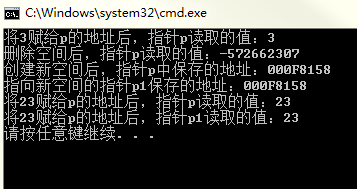 C:\Windows\system32\cmd.exe
将3赋给p的地址后，指针p读取的值：3
删除空间后，指针p读取的值：-572662307
创建新空间后，指针p中保存的地址：000F8158
指向新空间的指针p1保存的地址：000F8158
将23赋给p的地址后，指针p读取的值：23
将23赋给p的地址后，指针p1读取的值：23
请按任意键继续. . .